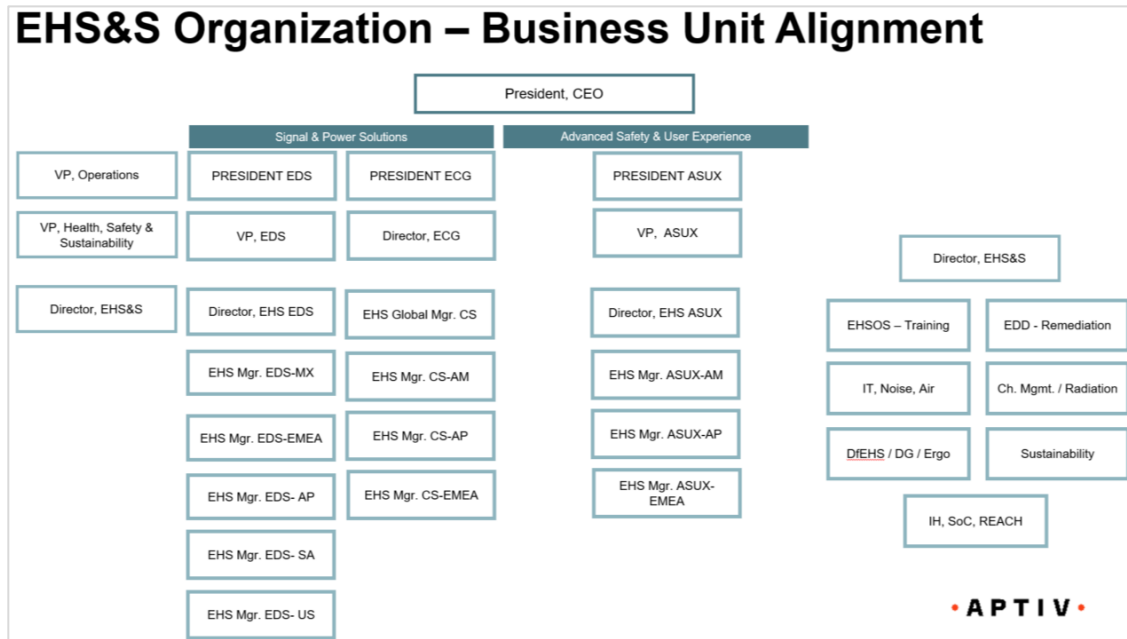 EHS&S Organization – Business Unit Alignment
President, CEO
Signal & Power Solutions
Advanced Safety & User Experience
VP, Operations
PRESIDENT EDS
PRESIDENT ECG
PRESIDENT ASUX
VP, Health, Safety &
Sustainability
VP, EDS
Director, ECG
VP, ASUX
Director, EHS&S
Director, EHS&S
Director, EHS EDS
EHS Global Mgr. CS
Director, EHS ASUX
EHSOS – Training
EDD - Remediation
EHS Mgr. EDS-MX
EHS Mgr. CS-AM
EHS Mgr. ASUX-AM
IT, Noise, Air
Ch. Mgmt. / Radiation
EHS Mgr. EDS-EMEA
EHS Mgr. CS-AP
EHS Mgr. ASUX-AP
DfEHS / DG / Ergo
Sustainability
EHS Mgr. EDS- AP
EHS Mgr. CS-EMEA
EHS Mgr. ASUX-
EMEA
IH, SoC, REACH
EHS Mgr. EDS- SA
EHS Mgr. EDS- US
• APTIV •